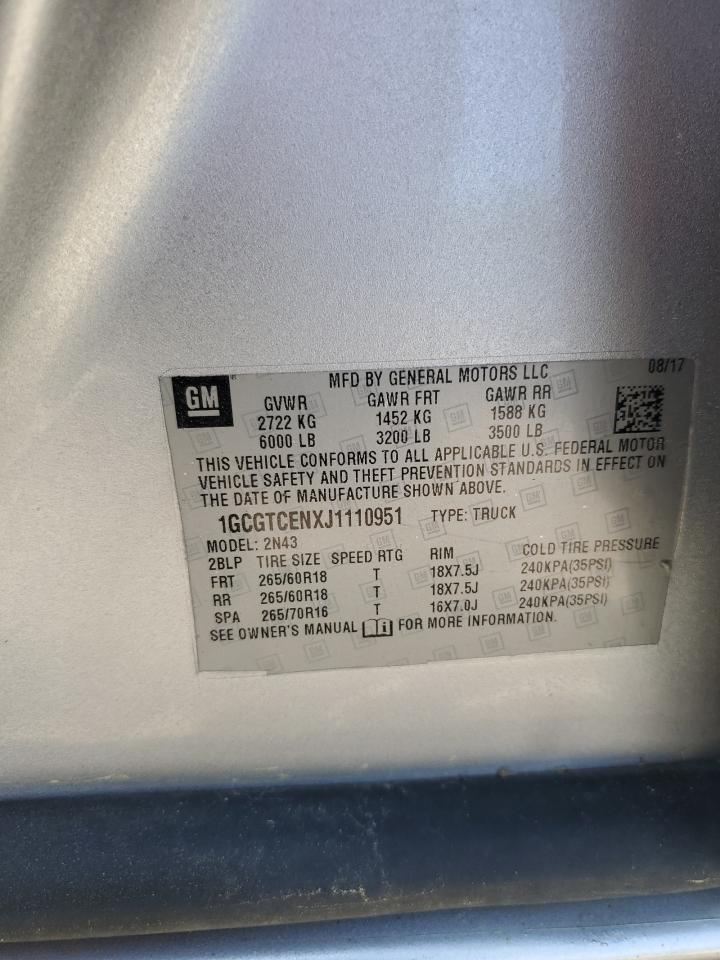 GM
MFD BY GENERAL MOTORS LLC 08/17
GVWR GAWR FRT GAWR RR
2722 KG 1452 KG 1588 KG
6000 LB 3200 LB 3500 LB
THIS VEHICLE CONFORMS TO ALL APPLICABLE U.S. FEDERAL MOTOR
VEHICLE SAFETY AND THEFT PREVENTION STANDARDS IN EFFECT ON
THE DATE OF MANUFACTURE SHOWN ABOVE.
1GCGTCENXJ1110951 TYPE: TRUCK
MODEL: 2N43
2BLP TIRE SIZE SPEED RTG RIM COLD TIRE PRESSURE
FRT 265/60R18 T 18X7.5J 240KPA(35PSI)
RR 265/60R18 T 18X7.5J 240KPA(35PSI)
SPA 265/70R16 T 16X7.0J 240KPA(35PSI)
SEE OWNER'S MANUAL FOR MORE INFORMATION.